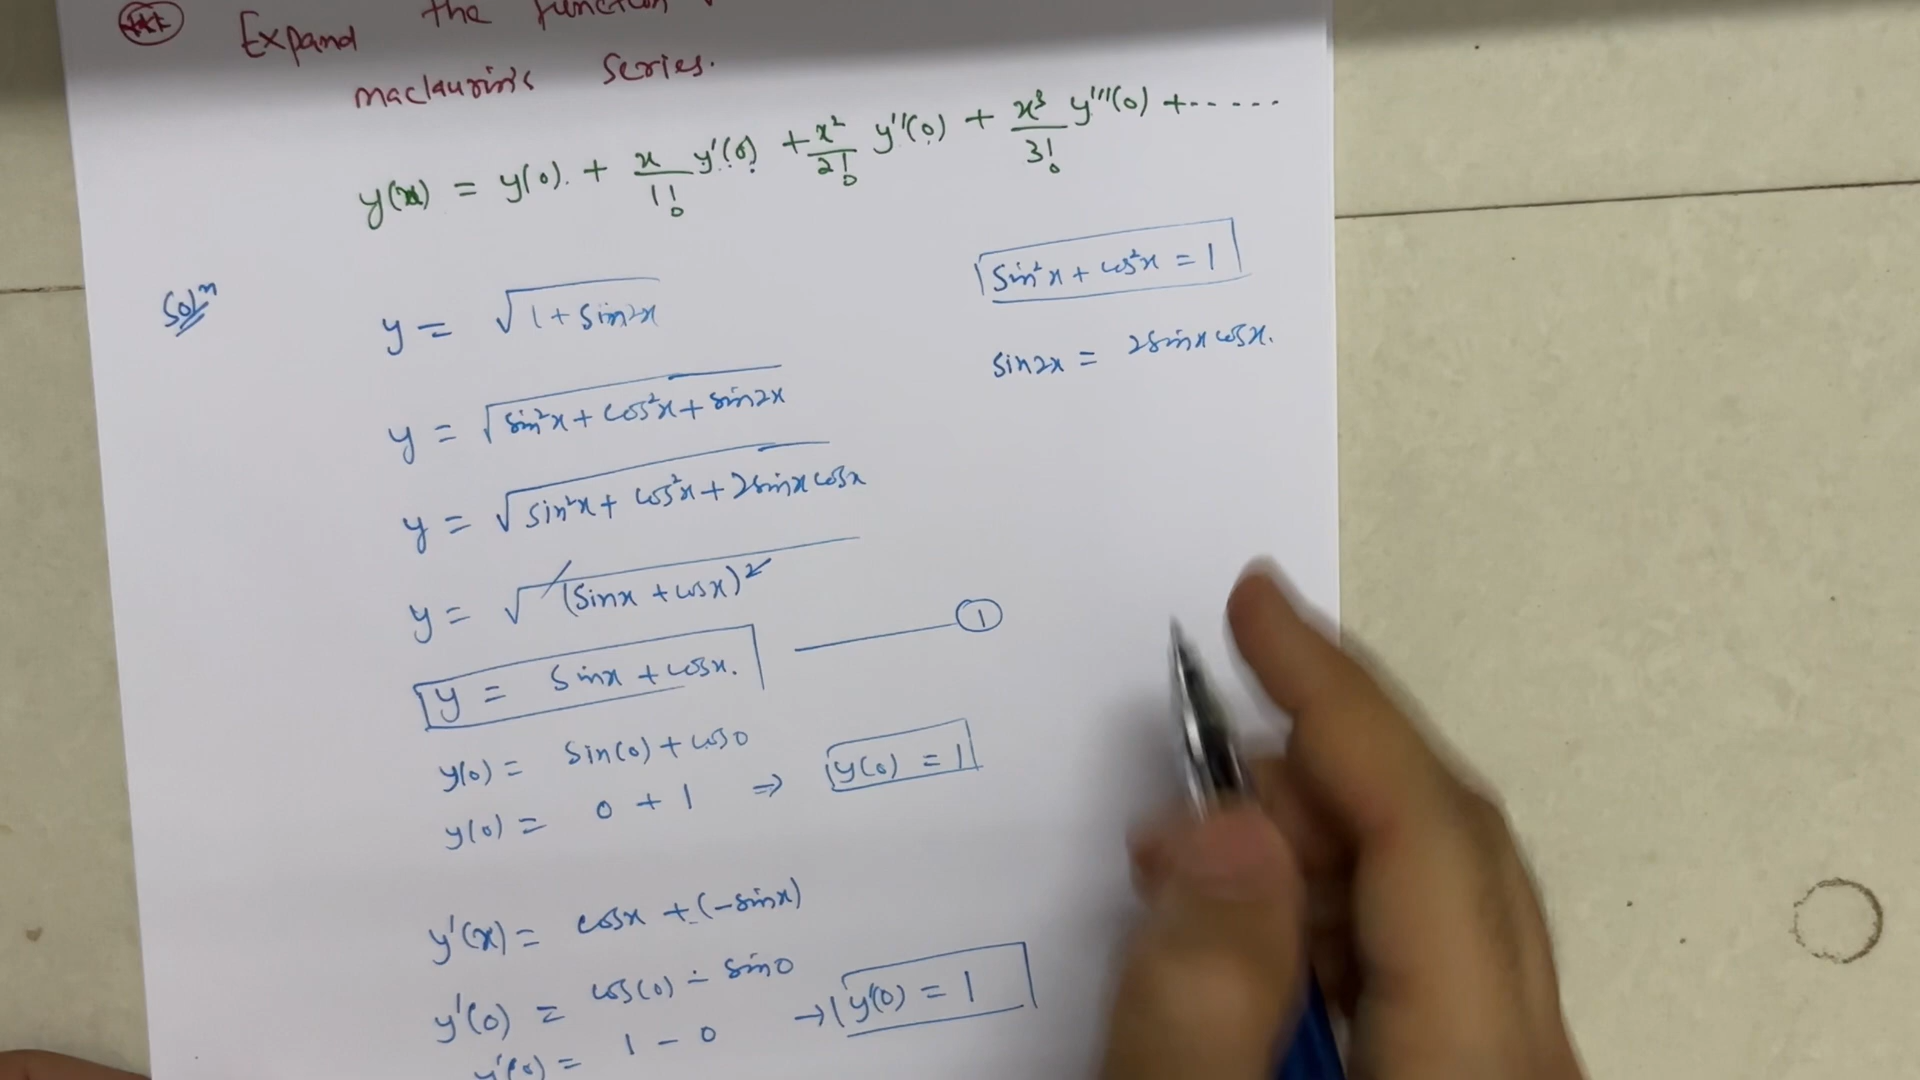 *** Expand the function
maclaurin's series.
y(x) = y(0) + x/1! y'(0) + x²/2! y''(0) + x³/3! y'''(0) + ......
Solⁿ
y = √(1 + sin2x)
sin²x + cos²x = 1
y = √(sin²x + cos²x + sin2x)
sin2x = 2sinx cosx.
y = √(sin²x + cos²x + 2sinx cosx)
y = √(sinx + cosx)²
y = sinx + cosx. ——— ①
y(0) = sin(0) + cos0
y(0) = 0 + 1 ⇒ y(0) = 1
y'(x) = cosx + (-sinx)
y'(0) = cos(0) - sin0
y'(0) = 1 - 0 → y'(0) = 1